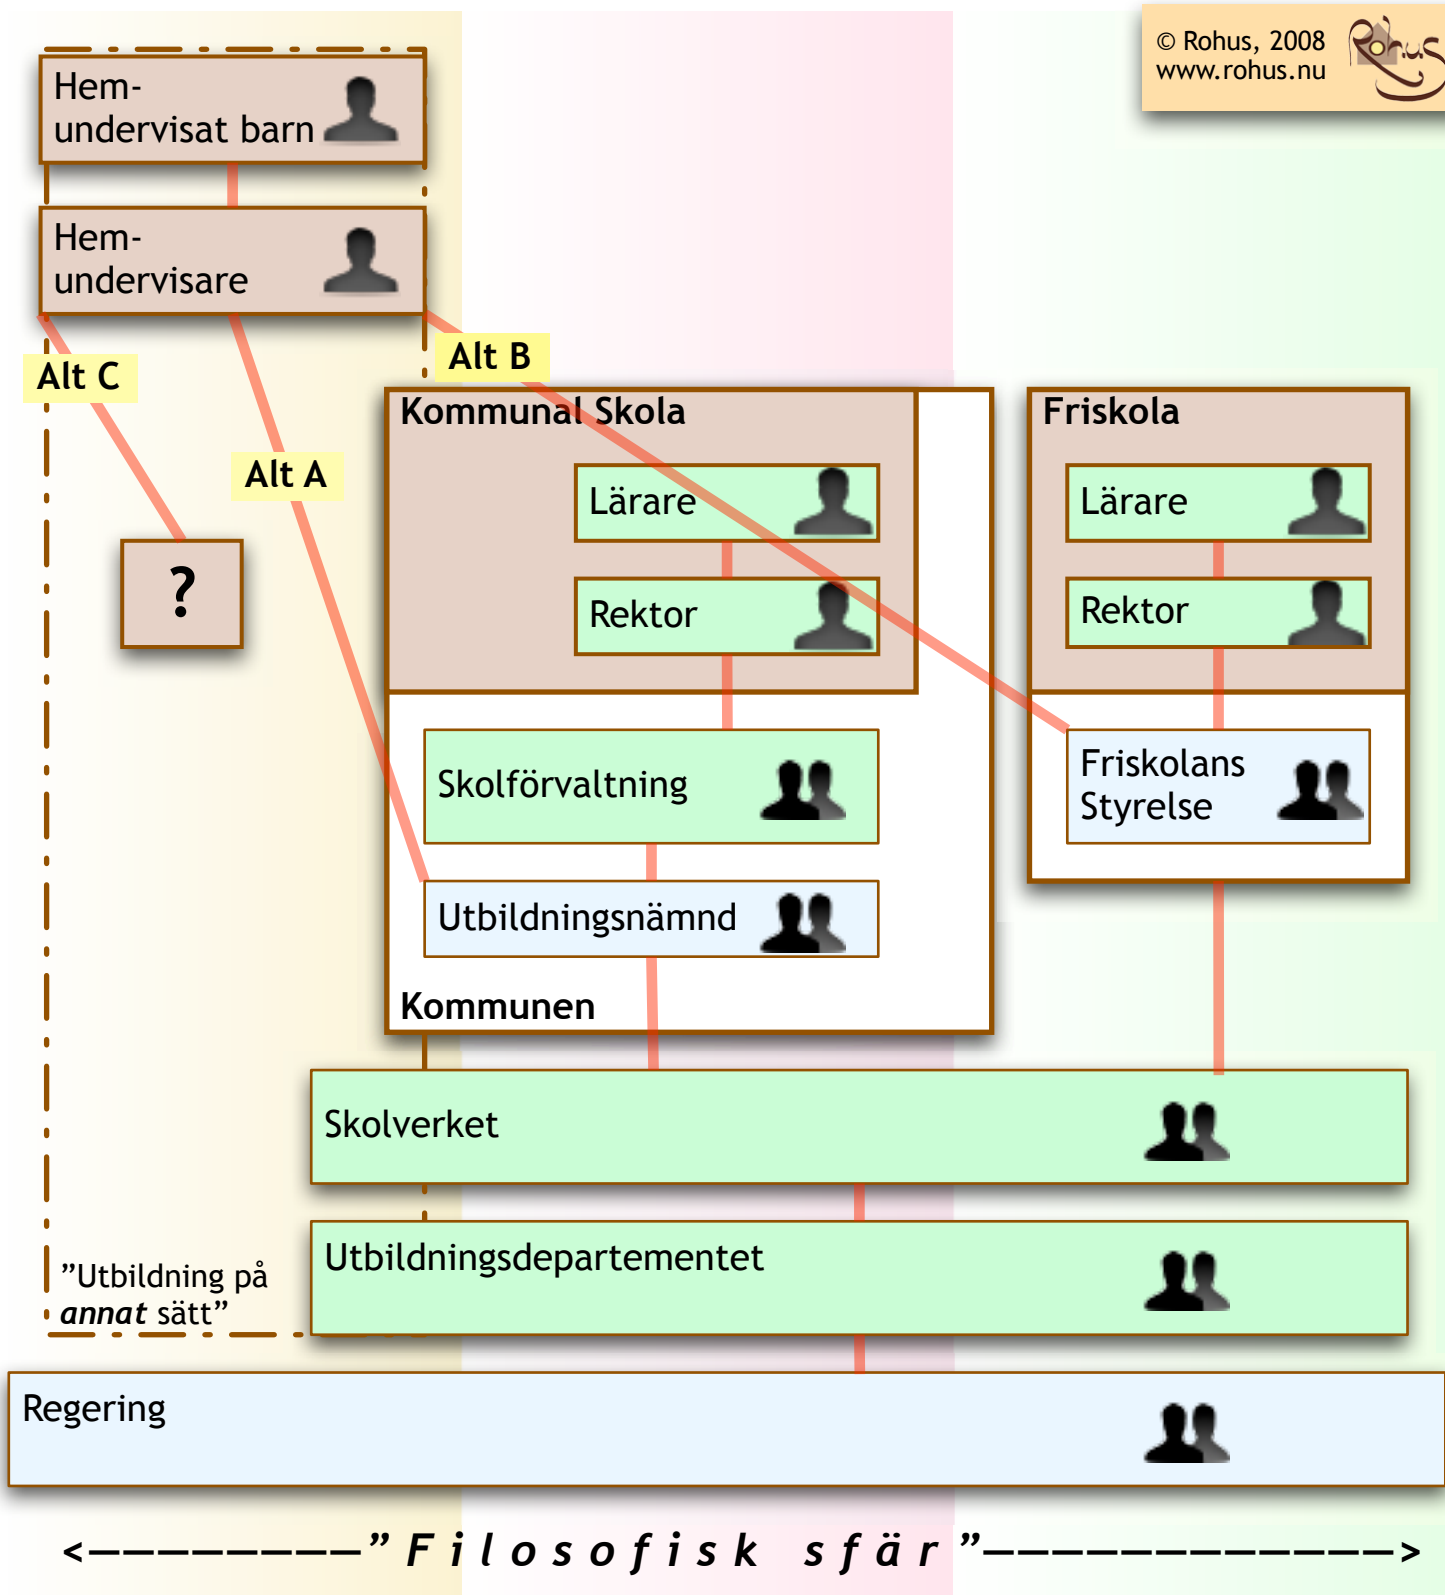 © Rohus, 2008
www.rohus.nu
Rohus
Hem-
undervisat barn
Hem-
undervisare
Alt C
Alt B
Alt A
?
Kommunal Skola
Lärare
Rektor
Skolförvaltning
Utbildningsnämnd
Kommunen
Friskola
Lärare
Rektor
Friskolans
Styrelse
Skolverket
Utbildningsdepartementet
”Utbildning på
annat sätt”
Regering
<–––––––––” F i l o s o f i s k s f ä r ”–––––––––––––>